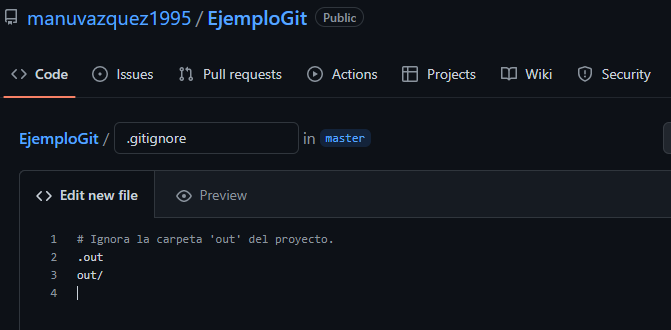 manuvazquez1995 / EjemploGit Public
Code Issues Pull requests Actions Projects Wiki Security
EjemploGit / .gitignore in master
Edit new file Preview
1 # Ignora la carpeta 'out' del proyecto.
2 .out
3 out/
4